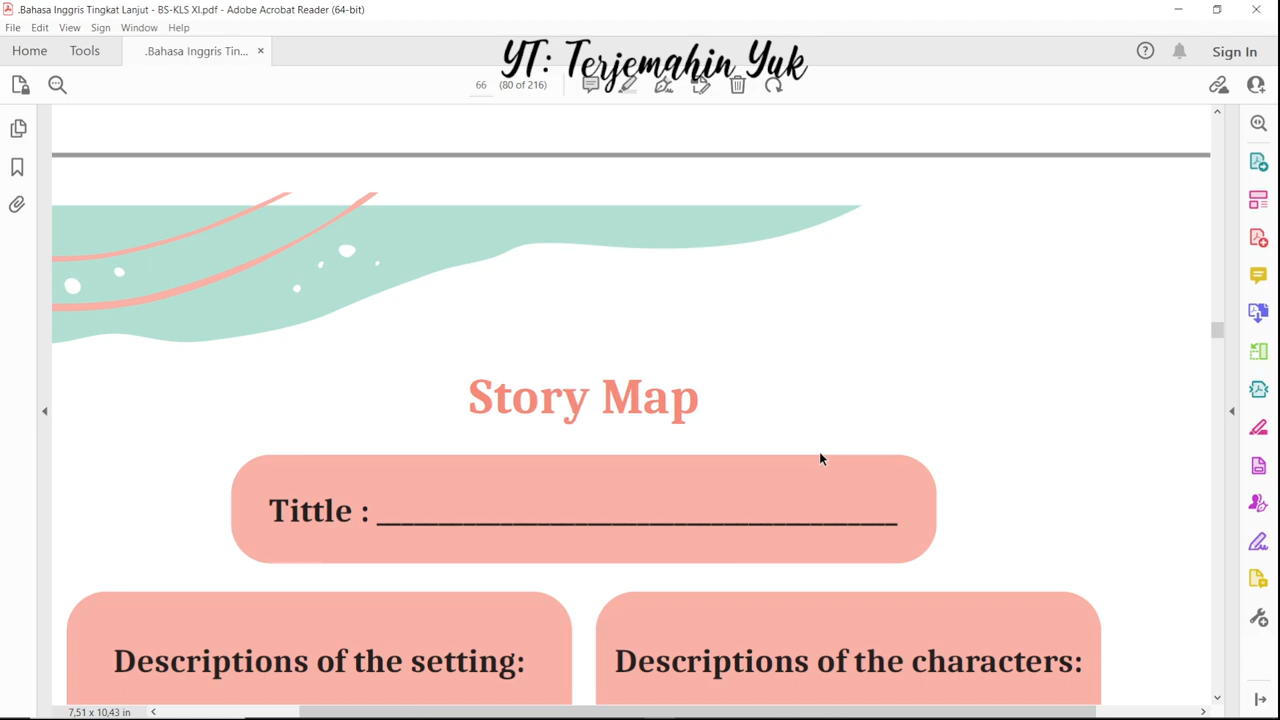 .Bahasa Inggris Tingkat Lanjut - BS-KLS XI.pdf - Adobe Acrobat Reader (64-bit)
File Edit View Sign Window Help
Home Tools .Bahasa Inggris Tin... × Sign In
YT: Terjemahin Yuk
66 (80 of 216)
Story Map
Tittle : ________________________________________
Descriptions of the setting:
Descriptions of the characters:
7,51 x 10,43 in